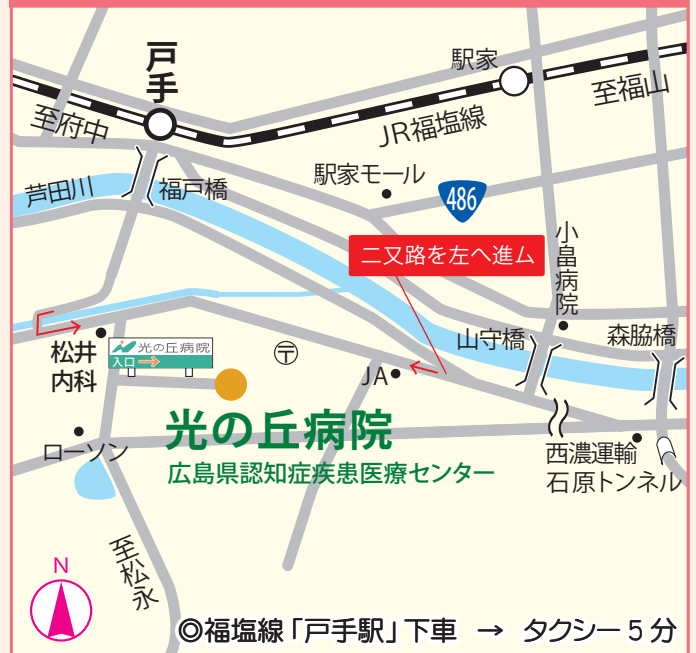 戸手
駅家
至福山
至府中
JR福塩線
芦田川
福戸橋
駅家モール
486
二又路を左へ進ム
小畠病院
山守橋
森脇橋
松井
内科
光の丘病院
入口
〒
JA
光の丘病院
広島県認知症疾患医療センター
ローソン
西濃運輸
石原トンネル
至松永
N
◎福塩線「戸手駅」下車 → タクシー5分